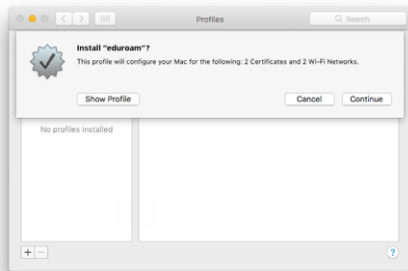 Profiles
Search
Install "eduroam"?
This profile will configure your Mac for the following: 2 Certificates and 2 Wi-Fi Networks.
Show Profile
Cancel
Continue
No profiles installed